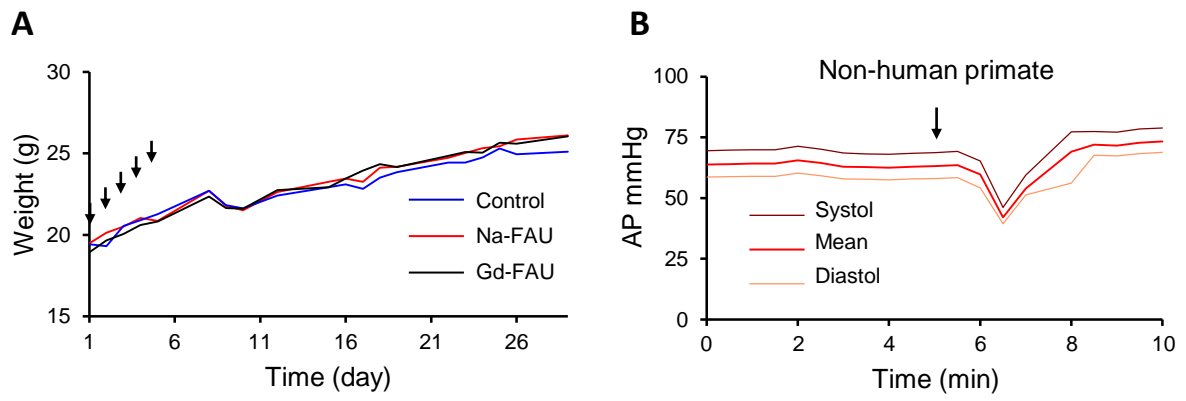 A
Weight (g)
30
25
20
15
1 6 11 16 21 26
Time (day)
Control
Na-FAU
Gd-FAU
B
Non-human primate
AP mmHg
100
75
50
25
0
0 2 4 6 8 10
Time (min)
Systol
Mean
Diastol